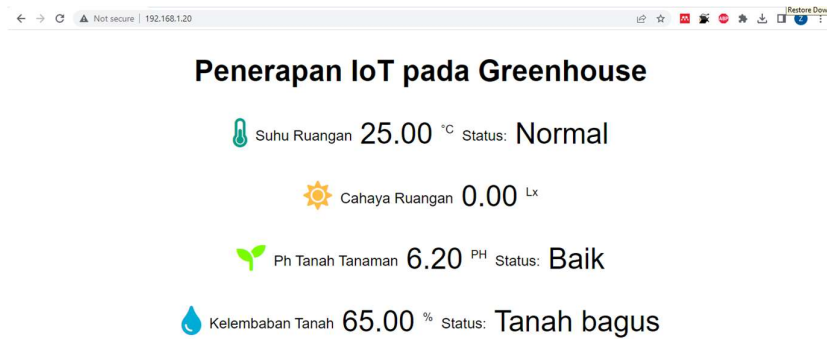 Restore Dow
Not secure | 192.168.1.20
Penerapan IoT pada Greenhouse
Suhu Ruangan 25.00 °C Status: Normal
Cahaya Ruangan 0.00 Lx
Ph Tanah Tanaman 6.20 PH Status: Baik
Kelembaban Tanah 65.00 % Status: Tanah bagus